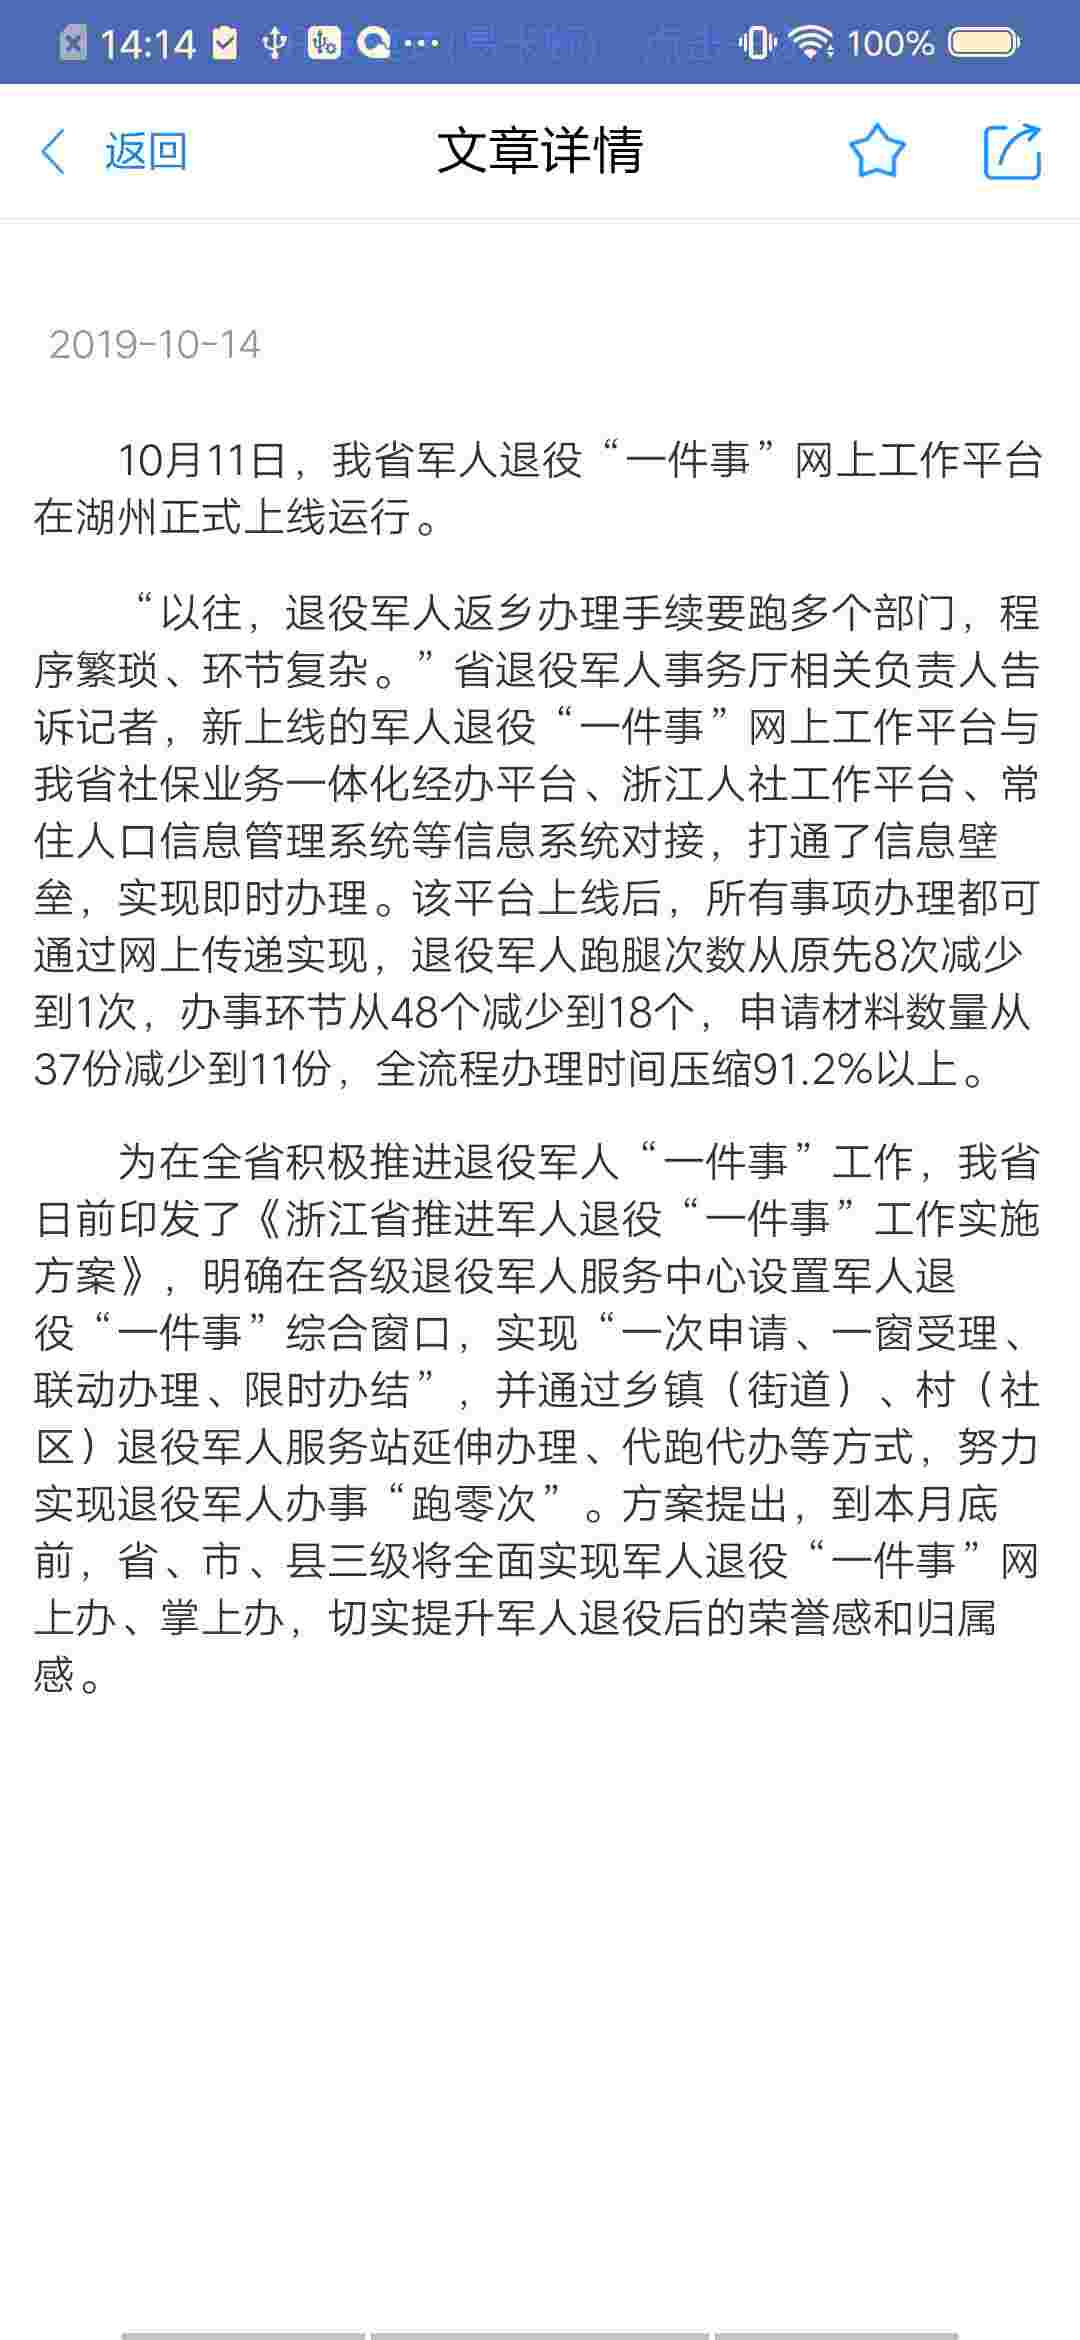 14:14
100%
返回
文章详情
2019-10-14
10月11日，我省军人退役“一件事”网上工作平台
在湖州正式上线运行。
“以往，退役军人返乡办理手续要跑多个部门，程
序繁琐、环节复杂。”省退役军人事务厅相关负责人告
诉记者，新上线的军人退役“一件事”网上工作平台与
我省社保业务一体化经办平台、浙江人社工作平台、常
住人口信息管理系统等信息系统对接，打通了信息壁
垒，实现即时办理。该平台上线后，所有事项办理都可
通过网上传递实现，退役军人跑腿次数从原先8次减少
到1次，办事环节从48个减少到18个，申请材料数量从
37份减少到11份，全流程办理时间压缩91.2%以上。
为在全省积极推进退役军人“一件事”工作，我省
日前印发了《浙江省推进军人退役“一件事”工作实施
方案》，明确在各级退役军人服务中心设置军人退
役“一件事”综合窗口，实现“一次申请、一窗受理、
联动办理、限时办结”，并通过乡镇（街道）、村（社
区）退役军人服务站延伸办理、代跑代办等方式，努力
实现退役军人办事“跑零次”。方案提出，到本月底
前，省、市、县三级将全面实现军人退役“一件事”网
上办、掌上办，切实提升军人退役后的荣誉感和归属
感。